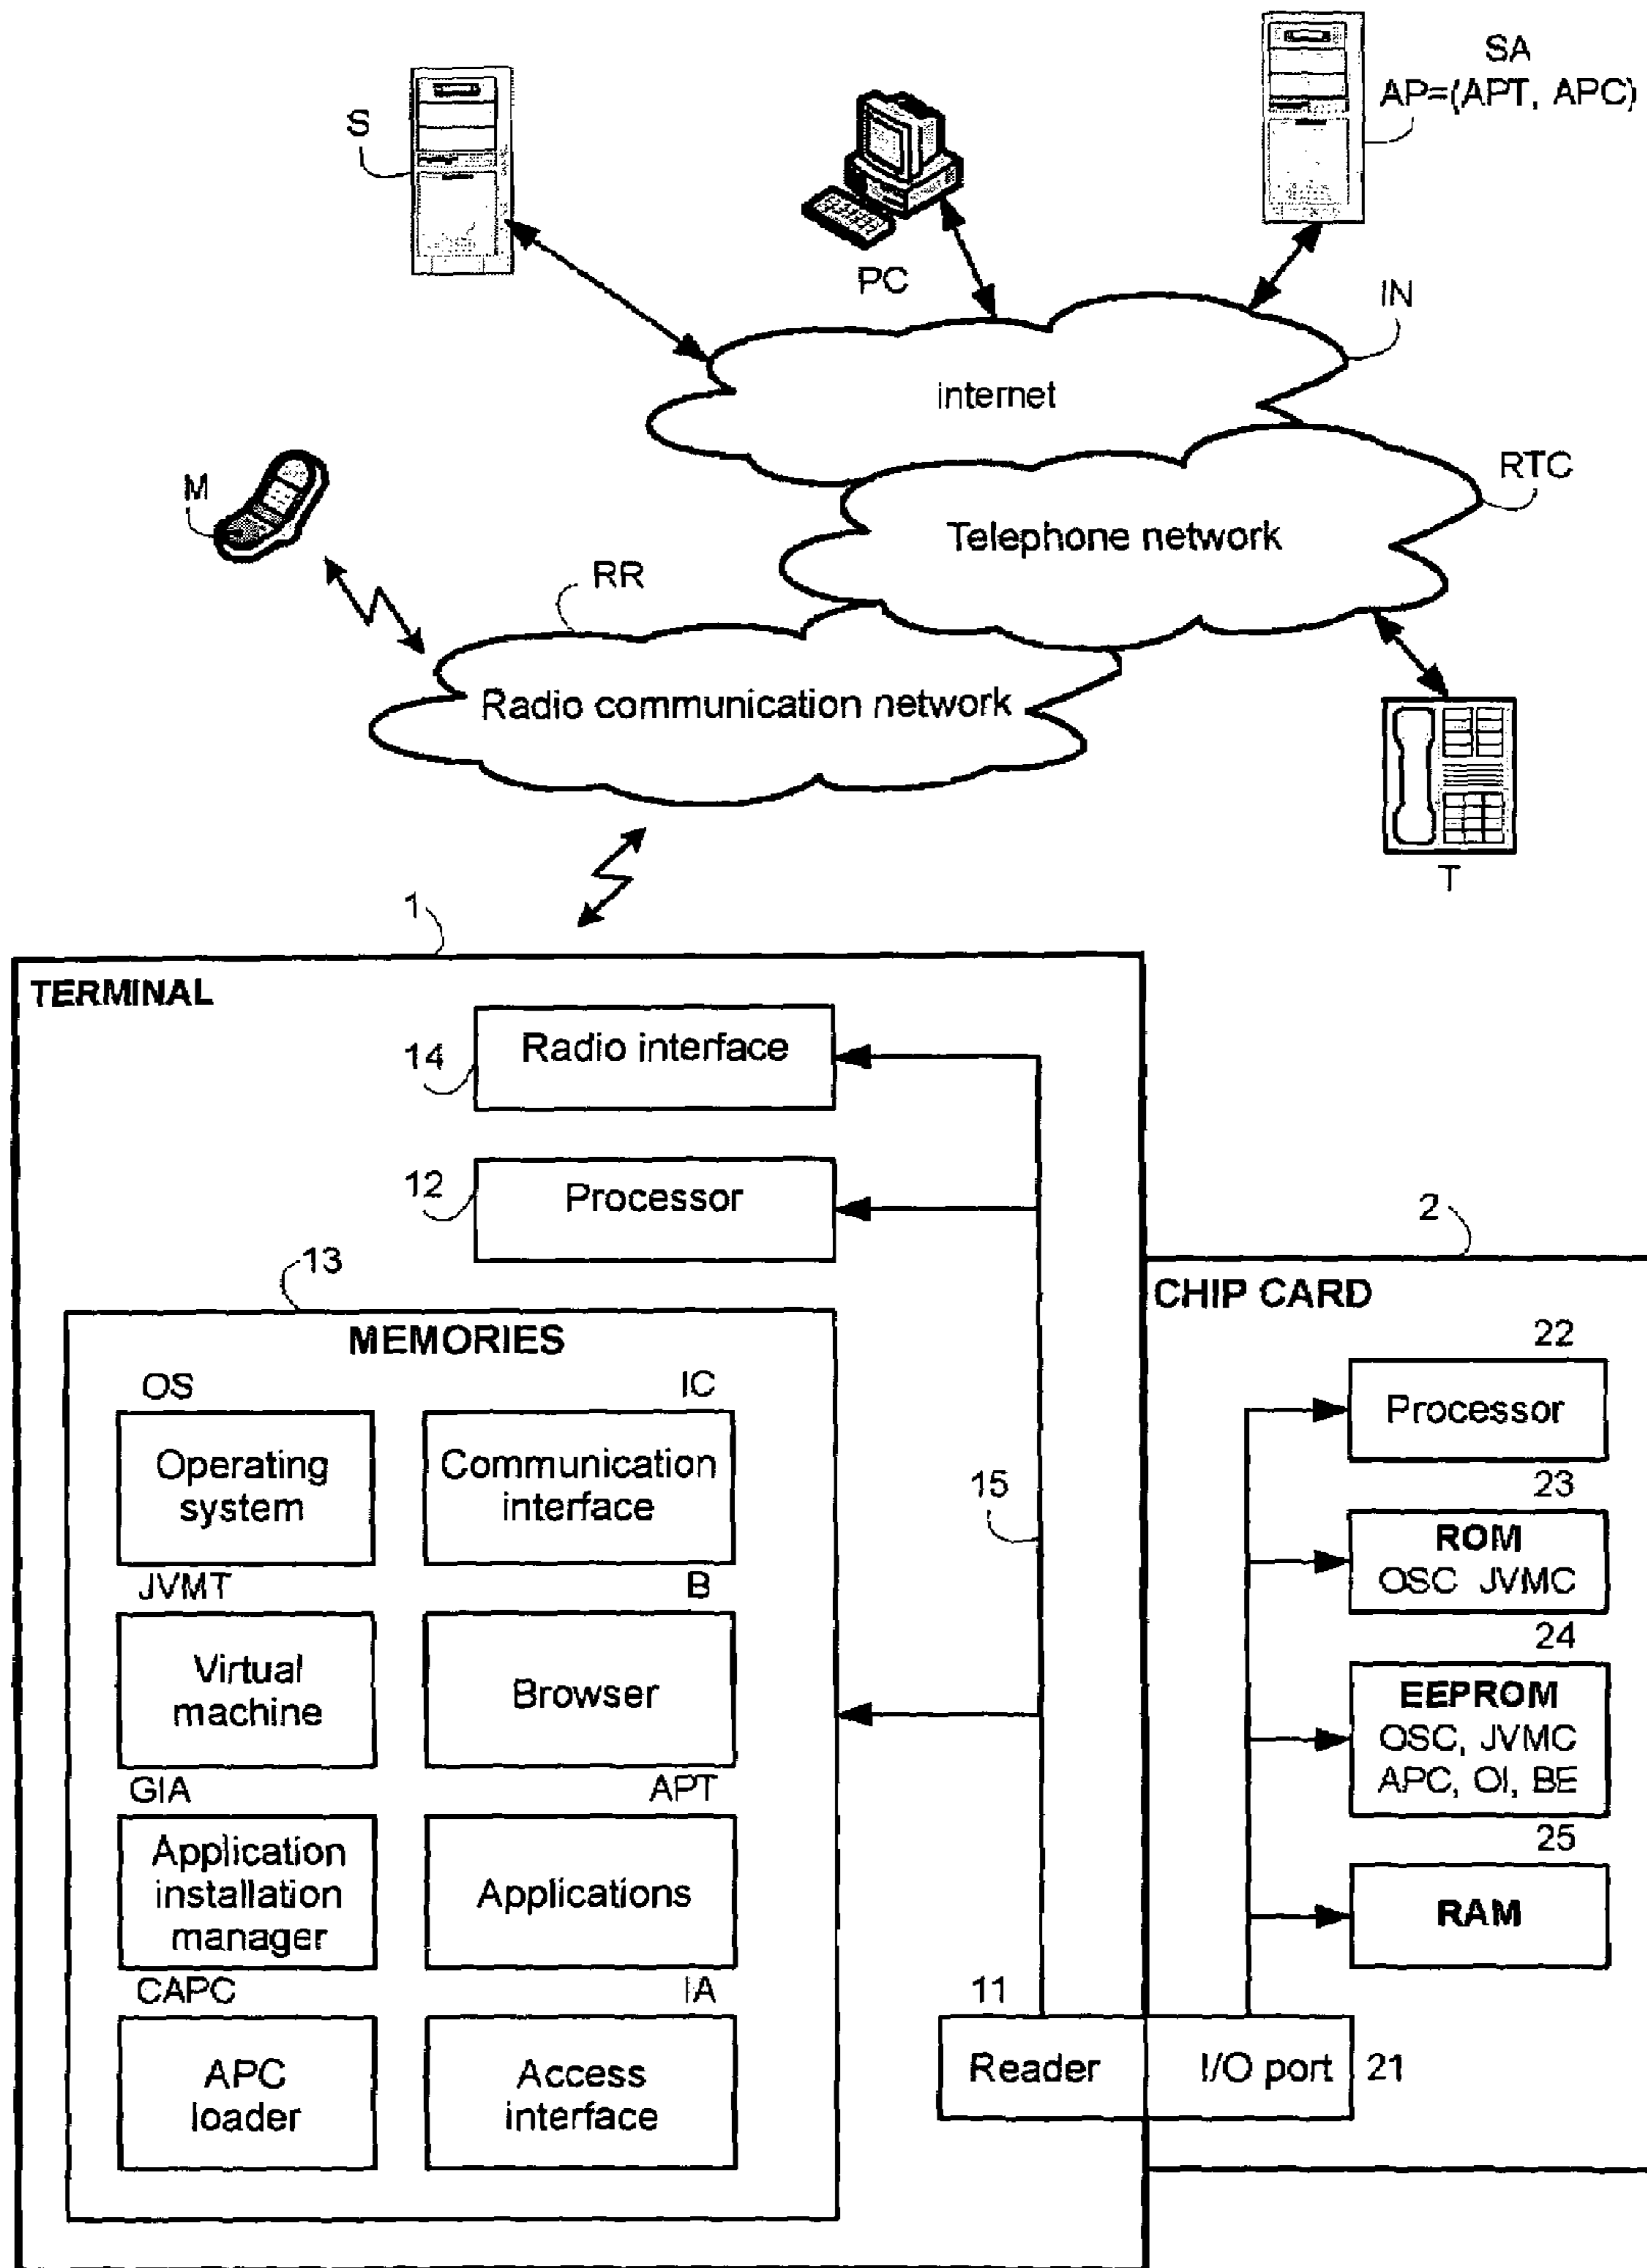 SA
AP=(APT, APC)
S
PC
IN
internet
RTC
M
Telephone network
RR
Radio communication network
T
1
TERMINAL
Radio interface
14
12
Processor
2
13
CHIP CARD
MEMORIES
22
OS
IC
Processor
Operating
system
Communication
interface
15
23
ROM
OSC JVMC
JVMT
B
24
Virtual
machine
Browser
EEPROM
OSC, JVMC
APC, OI, BE
GIA
APT
25
Application
installation
manager
Applications
RAM
CAPC
IA
11
APC
loader
Access
interface
Reader
I/O port
21